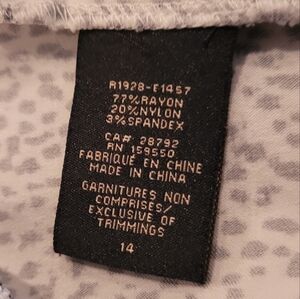 R1928-E1457
77%RAYON
20%NYLON
3%SPANDEX
CA# 28792
RN 159550
FABRIQUÉ EN CHINE
MADE IN CHINA
GARNITURES NON
COMPRISES/
EXCLUSIVE OF
TRIMMINGS
14